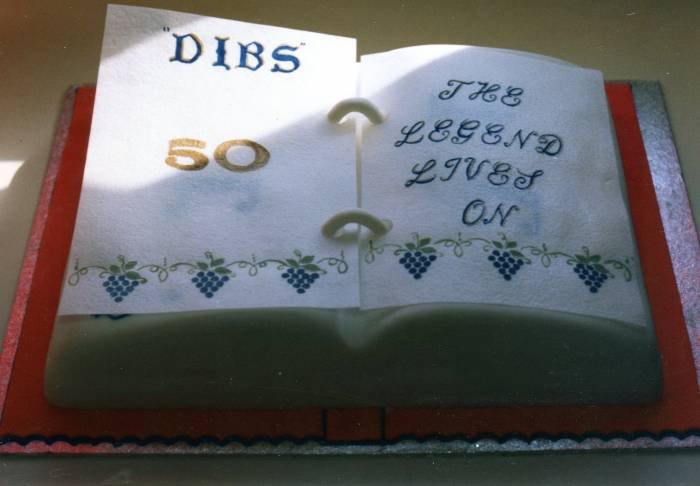 "DIBS"
50
THE
LEGEND
LIVES
ON